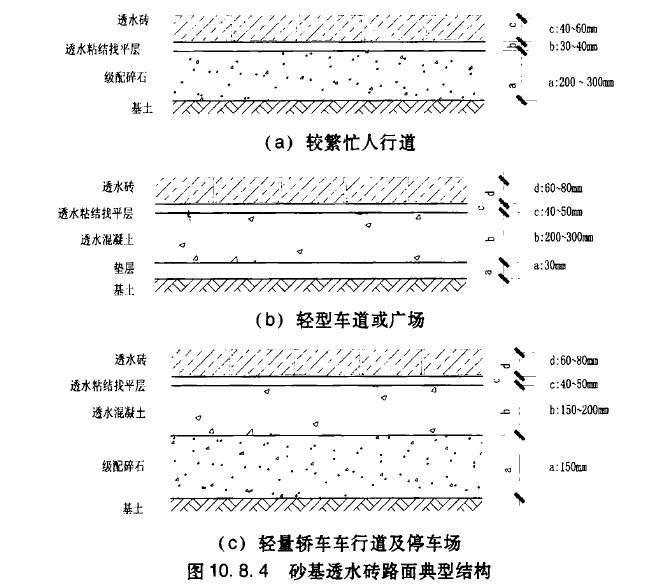 透水砖 c c:40~60mm
透水粘结找平层 b b:30~40mm
级配碎石 a a:200~300mm
基土
(a) 较繁忙人行道
透水砖 d d:60~80mm
透水粘结找平层 c c:40~50mm
透水混凝土 b b:200~300mm
垫层 a a:30mm
基土
(b) 轻型车道或广场
透水砖 d d:60~80mm
透水粘结找平层 c c:40~50mm
透水混凝土 b b:150~200mm
级配碎石 a a:150mm
基土
(c) 轻量轿车车行道及停车场
图 10.8.4 砂基透水砖路面典型结构